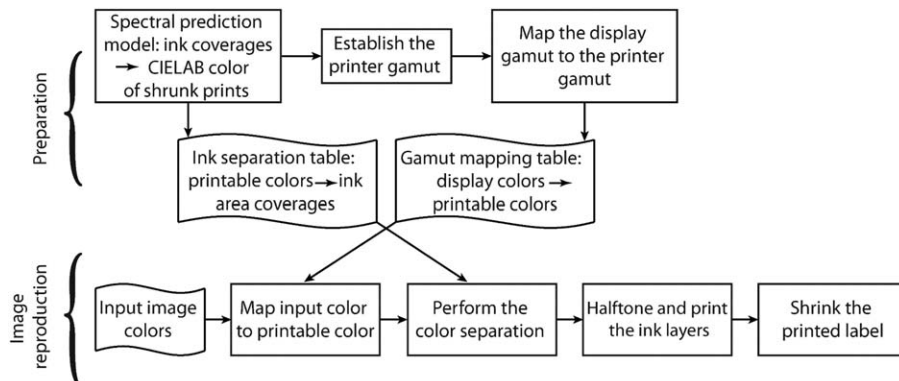 Preparation
Spectral prediction
model: ink coverages
→ CIELAB color
of shrunk prints
Establish the
printer gamut
Map the display
gamut to the printer
gamut
Ink separation table:
printable colors → ink
area coverages
Gamut mapping table:
display colors →
printable colors
Image
reproduction
Input image
colors
Map input color
to printable color
Perform the
color separation
Halftone and print
the ink layers
Shrink the
printed label